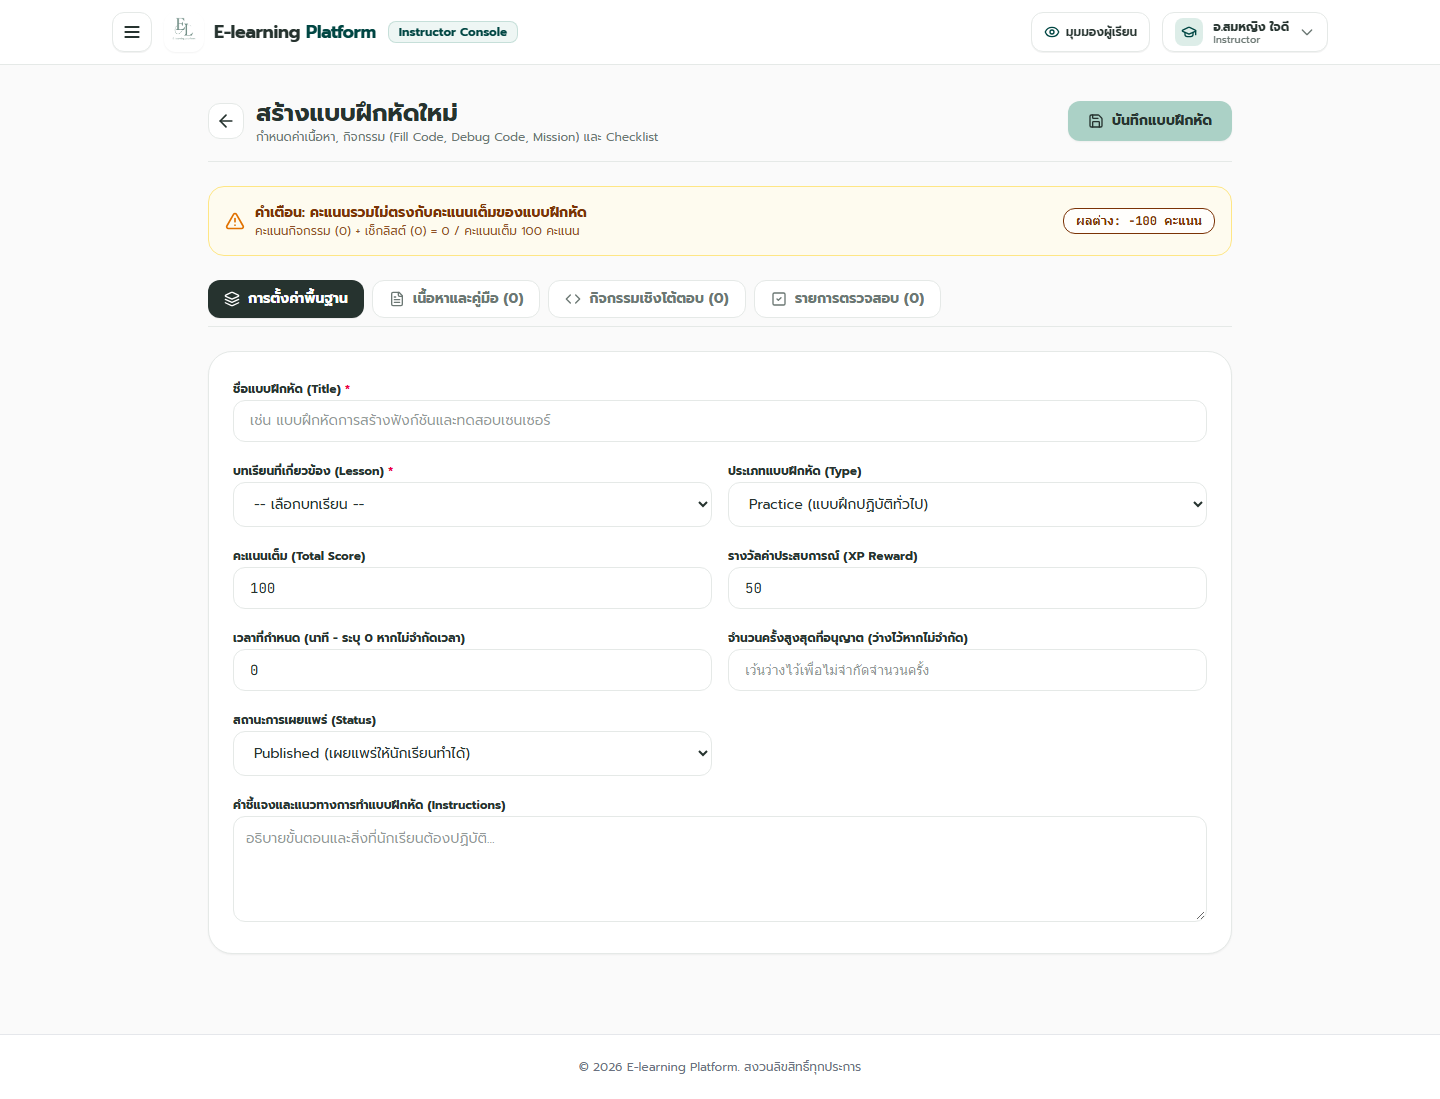 E-learning Platform
Instructor Console
มุมมองผู้เรียน
อ.สมหญิง ใจดี
Instructor
สร้างแบบฝึกหัดใหม่
กำหนดค่าเนื้อหา, กิจกรรม (Fill Code, Debug Code, Mission) และ Checklist
บันทึกแบบฝึกหัด
คำเตือน: คะแนนรวมไม่ตรงกับคะแนนเต็มของแบบฝึกหัด
คะแนนกิจกรรม (0) + เช็กลิสต์ (0) = 0 / คะแนนเต็ม 100 คะแนน
ผลต่าง: -100 คะแนน
การตั้งค่าพื้นฐาน
เนื้อหาและคู่มือ (0)
กิจกรรมเชิงโต้ตอบ (0)
รายการตรวจสอบ (0)
ชื่อแบบฝึกหัด (Title) *
เช่น แบบฝึกหัดการสร้างฟังก์ชันและทดสอบเซนเซอร์
บทเรียนที่เกี่ยวข้อง (Lesson) *
ประเภทแบบฝึกหัด (Type)
-- เลือกบทเรียน --
Practice (แบบฝึกปฏิบัติทั่วไป)
คะแนนเต็ม (Total Score)
รางวัลค่าประสบการณ์ (XP Reward)
100
50
เวลาที่กำหนด (นาที - ระบุ 0 หากไม่จำกัดเวลา)
จำนวนครั้งสูงสุดที่อนุญาต (ว่างไว้หากไม่จำกัด)
0
เว้นว่างไว้เพื่อไม่จำกัดจำนวนครั้ง
สถานะการเผยแพร่ (Status)
Published (เผยแพร่ให้นักเรียนทำได้)
คำชี้แจงและแนวทางการทำแบบฝึกหัด (Instructions)
อธิบายขั้นตอนและสิ่งที่นักเรียนต้องปฏิบัติ...
© 2026 E-learning Platform. สงวนลิขสิทธิ์ทุกประการ